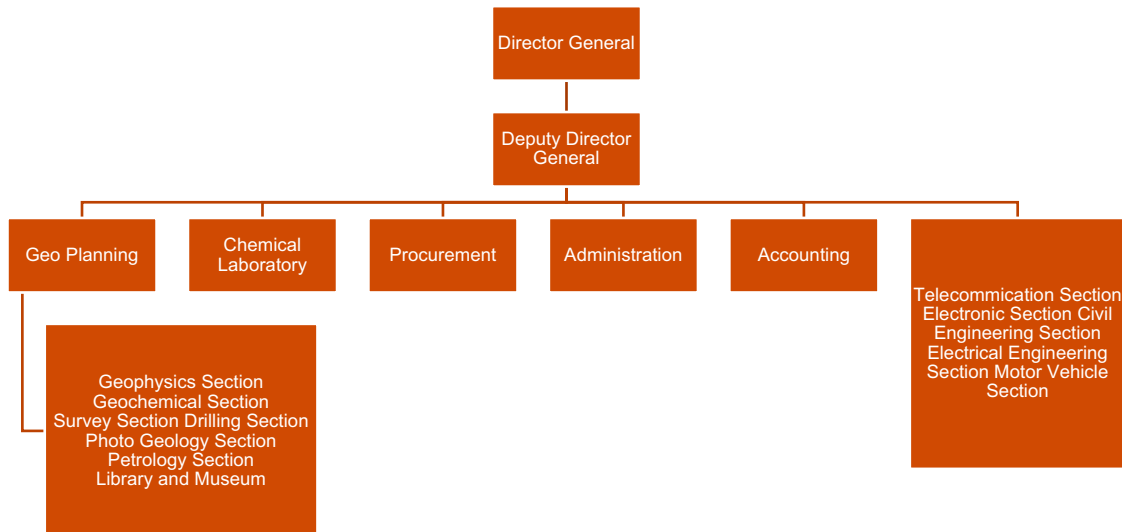 Director General
Deputy Director
General
Geo Planning
Chemical
Laboratory
Procurement
Administration
Accounting
Telecommication Section
Electronic Section Civil
Engineering Section
Electrical Engineering
Section Motor Vehicle
Section
Geophysics Section
Geochemical Section
Survey Section Drilling Section
Photo Geology Section
Petrology Section
Library and Museum